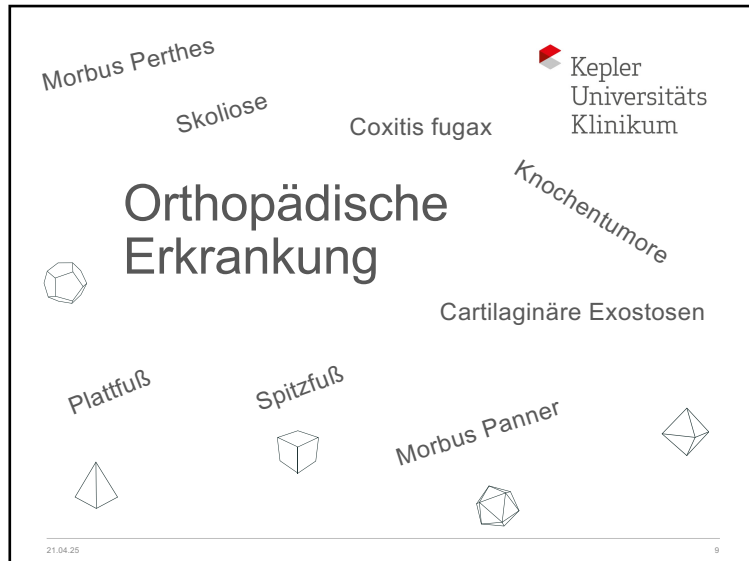 Morbus Perthes
Skoliose
Coxitis fugax
Kepler
Universitäts
Klinikum
Knochentumore
Orthopädische
Erkrankung
Cartilaginäre Exostosen
Plattfuß
Spitzfuß
Morbus Panner
21.04.25
9